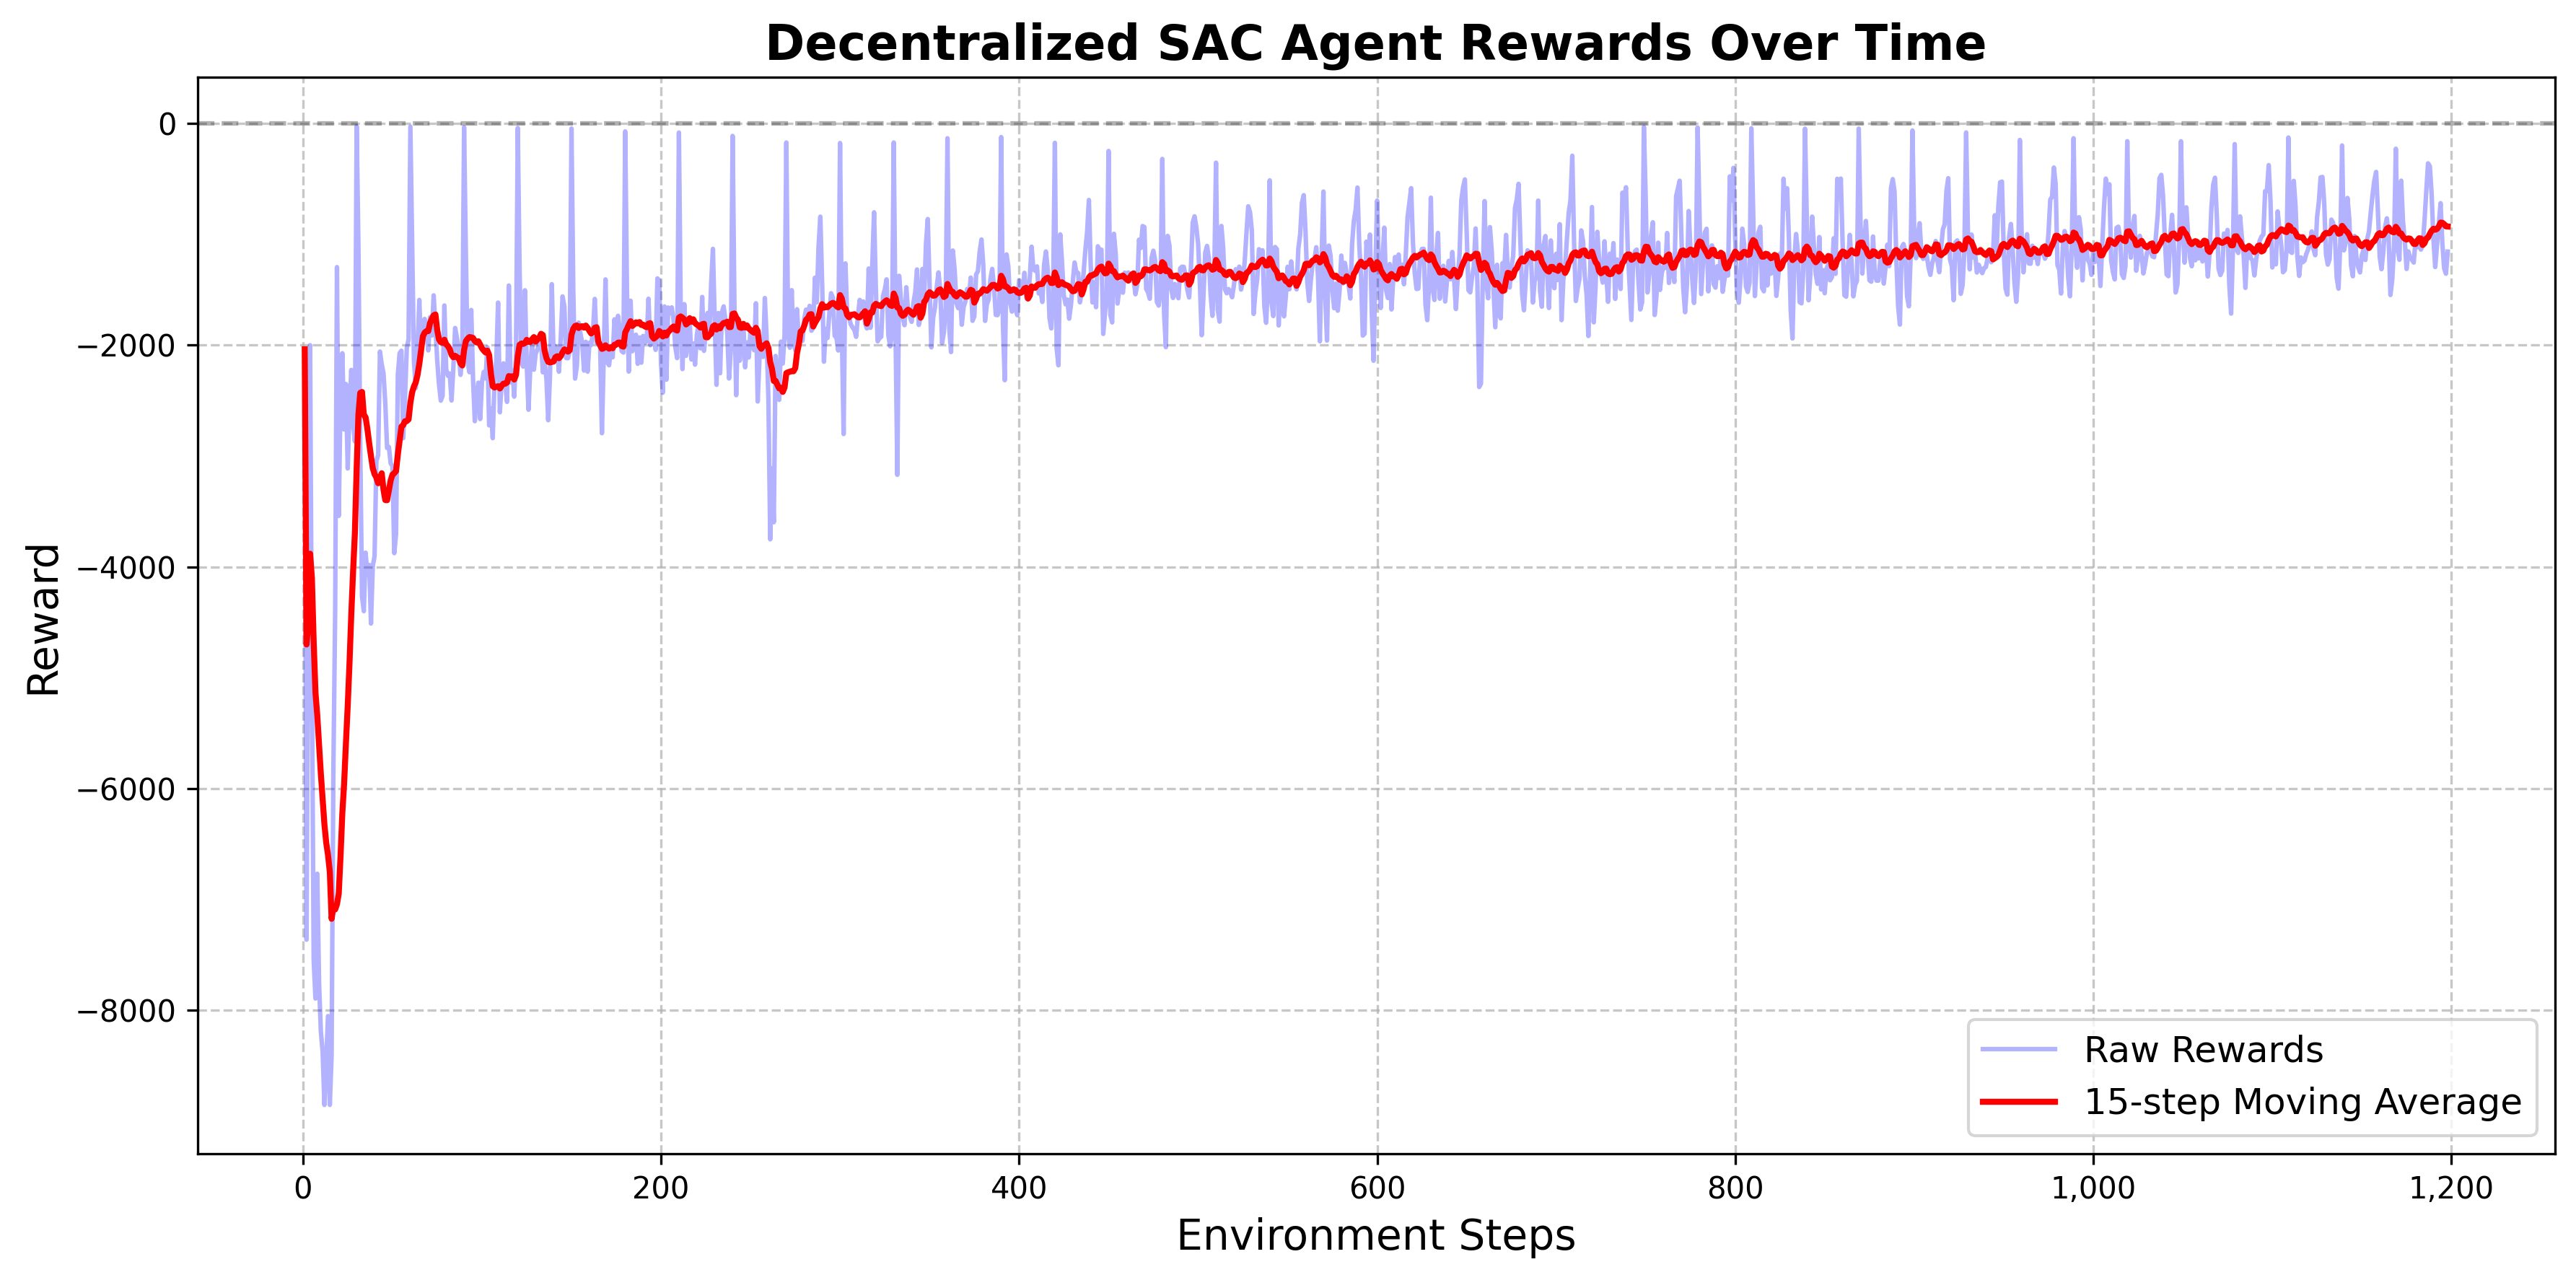 Decentralized SAC Agent Rewards Over Time
0
−2000
−4000
−6000
−8000
Reward
0
200
400
600
800
1,000
1,200
Environment Steps
Raw Rewards
15-step Moving Average